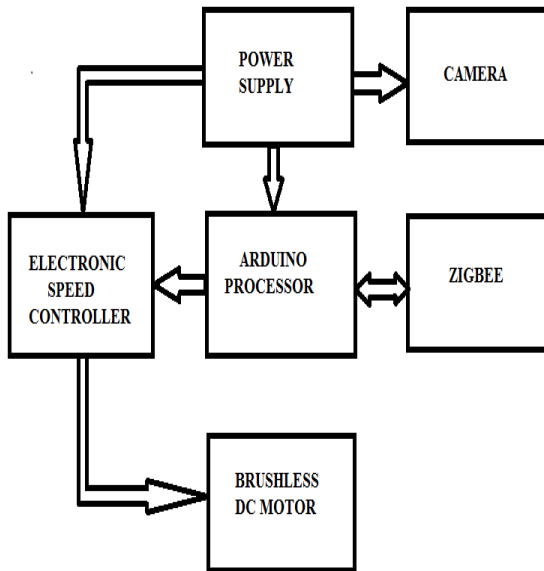 POWER
SUPPLY
CAMERA
ELECTRONIC
SPEED
CONTROLLER
ARDUINO
PROCESSOR
ZIGBEE
BRUSHLESS
DC MOTOR